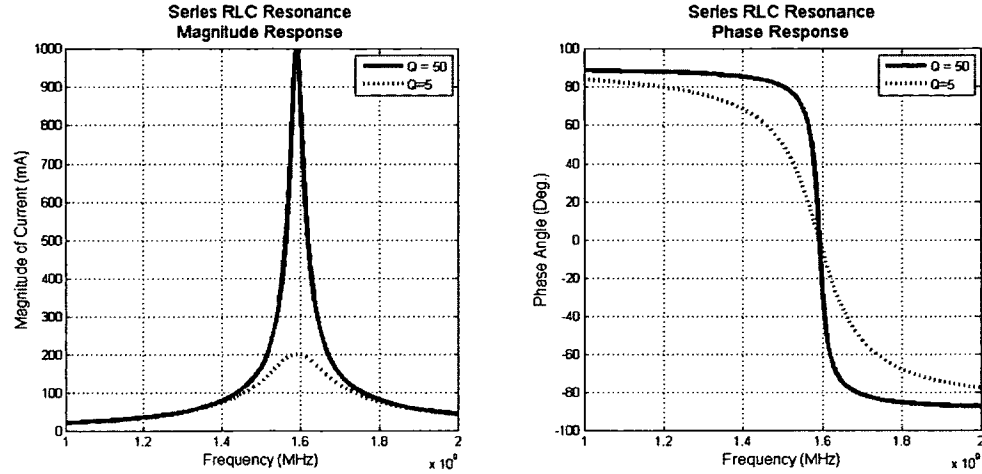 Series RLC Resonance
Magnitude Response
Q = 50
Q=5
1000
900
800
700
600
500
400
300
200
100
0
Magnitude of Current (mA)
1
1.2
1.4
1.6
1.8
2
Frequency (MHz)
x 10⁹
Series RLC Resonance
Phase Response
Q = 50
Q=5
100
80
60
40
20
0
-20
-40
-60
-80
-100
Phase Angle (Deg.)
1
1.2
1.4
1.6
1.8
2
Frequency (MHz)
x 10⁹